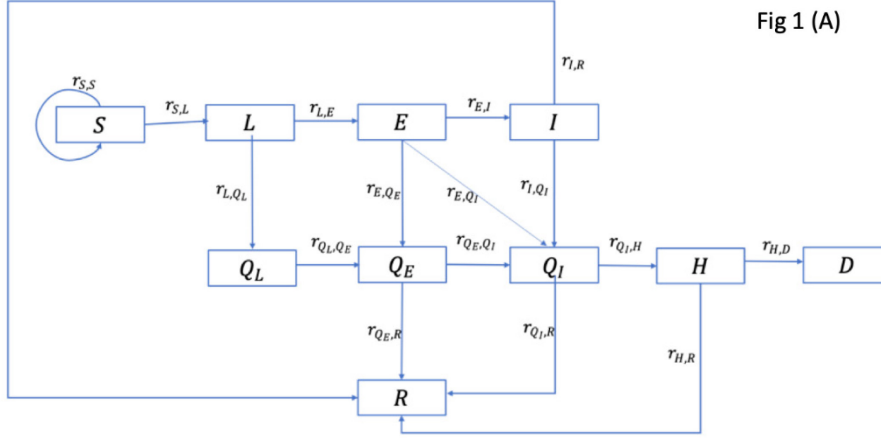 Fig 1 (A)
r_{I,R}
r_{S,S}
r_{S,L}
r_{L,E}
r_{E,I}
S
L
E
I
r_{L,Q_L}
r_{E,Q_E}
r_{E,Q_I}
r_{I,Q_I}
r_{Q_L,Q_E}
r_{Q_E,Q_I}
r_{Q_I,H}
r_{H,D}
Q_L
Q_E
Q_I
H
D
r_{Q_E,R}
r_{Q_I,R}
r_{H,R}
R